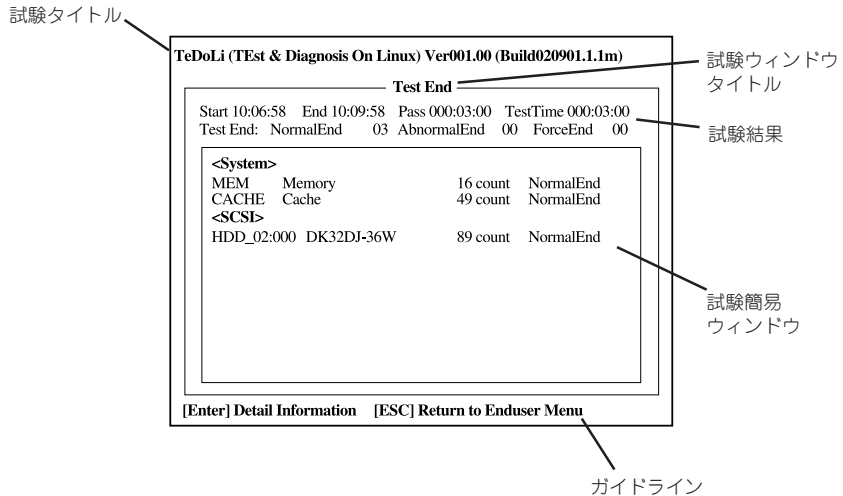 試験タイトル
TeDoLi (TEst & Diagnosis On Linux) Ver001.00 (Build020901.1.1m)
試験ウィンドウ
タイトル
Test End
Start 10:06:58 End 10:09:58 Pass 000:03:00 TestTime 000:03:00
Test End: NormalEnd 03 AbnormalEnd 00 ForceEnd 00
試験結果
<System>
MEM Memory 16 count NormalEnd
CACHE Cache 49 count NormalEnd
<SCSI>
HDD_02:000 DK32DJ-36W 89 count NormalEnd
試験簡易
ウィンドウ
[Enter] Detail Information [ESC] Return to Enduser Menu
ガイドライン